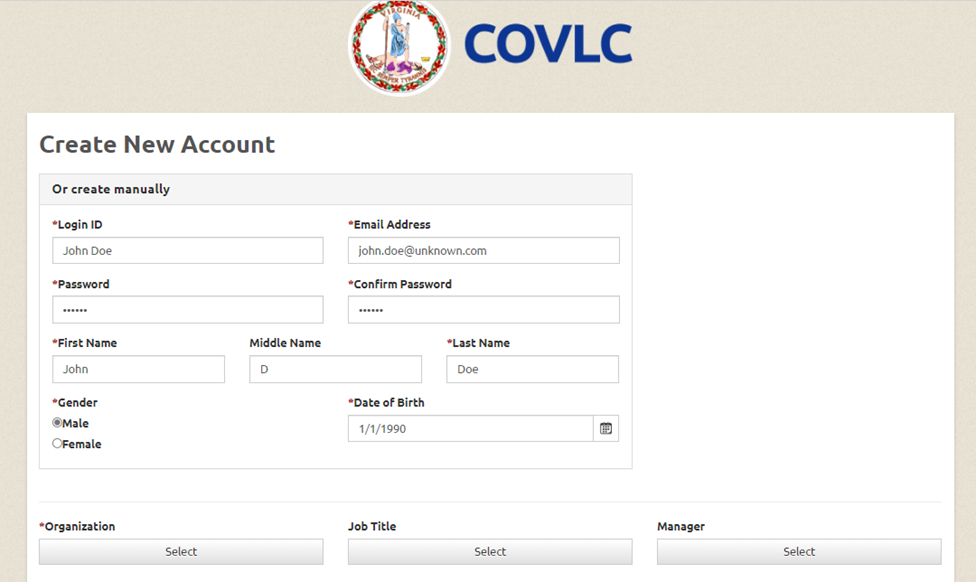 VIRGINIA
SEMPER TYRANNIS
COVLC
Create New Account
Or create manually
*Login ID
*Email Address
John Doe
john.doe@unknown.com
*Password
*Confirm Password
••••••
••••••
*First Name
Middle Name
*Last Name
John
D
Doe
*Gender
*Date of Birth
Male
1/1/1990
Female
*Organization
Job Title
Manager
Select
Select
Select